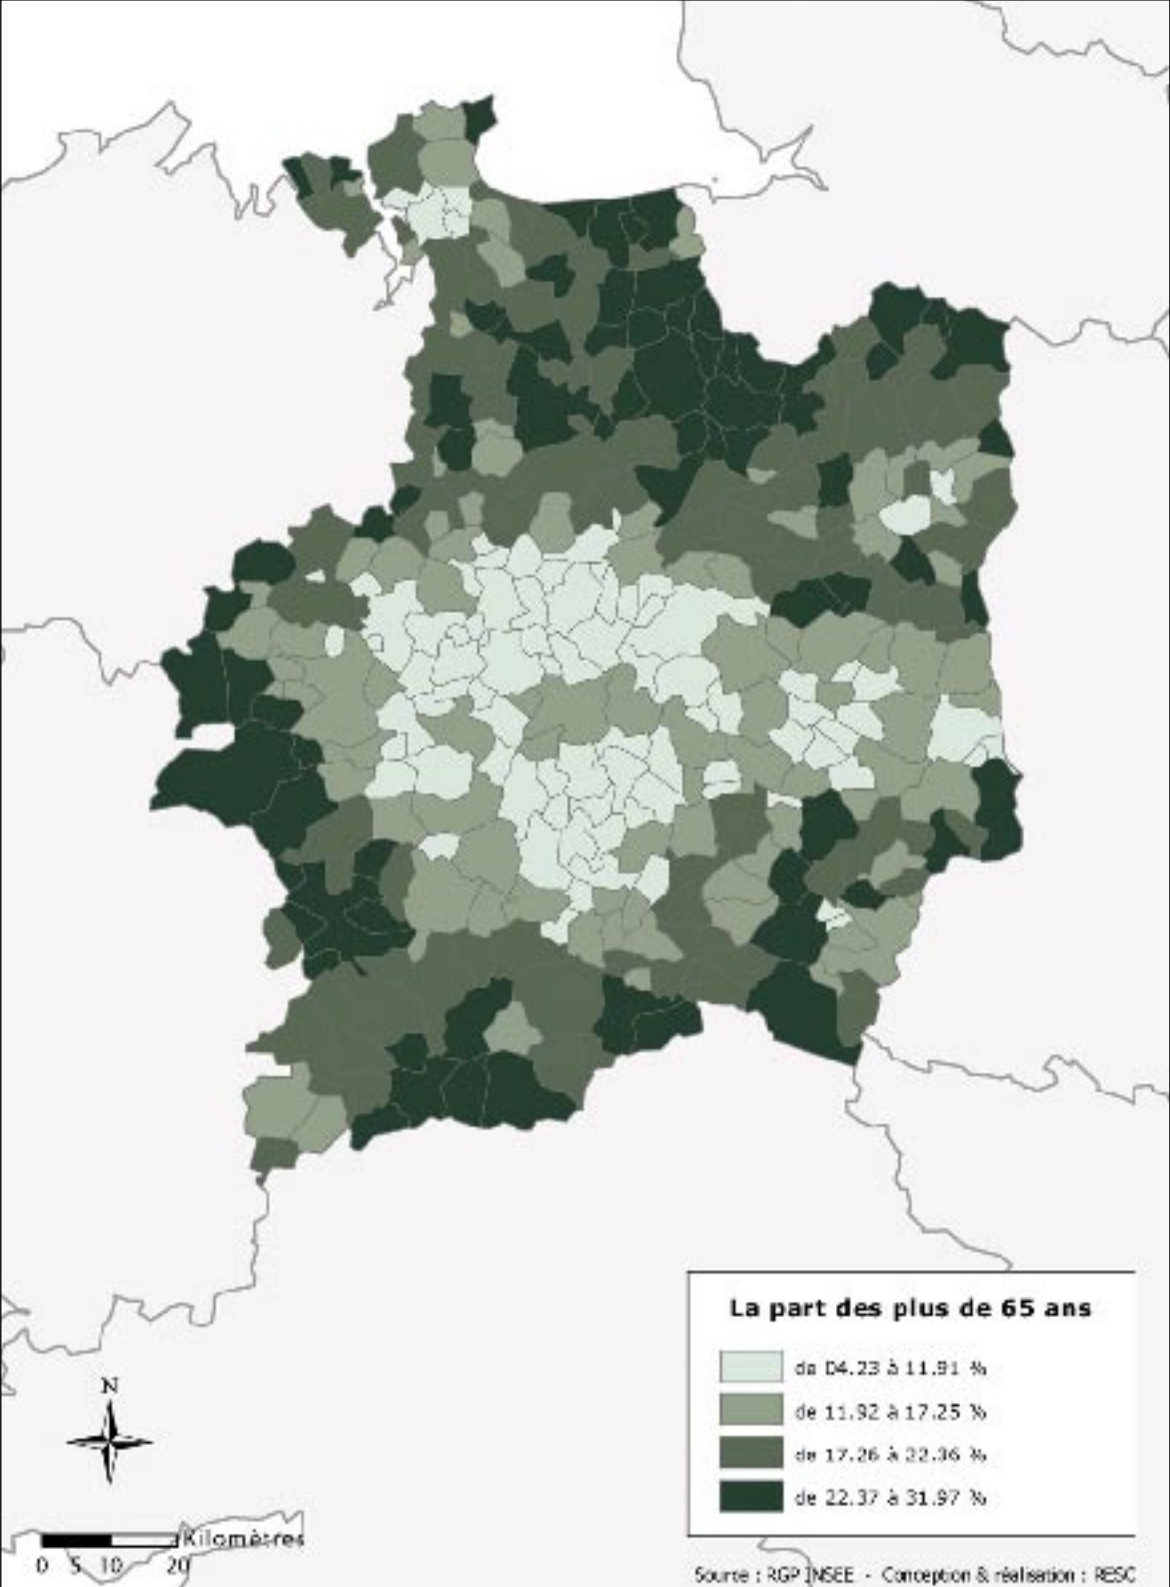 La part des plus de 65 ans
de 04.23 à 11.91 %
de 11.92 à 17.25 %
de 17.26 à 22.36 %
de 22.37 à 31.97 %
N
Kilomètres
0 5 10 20
Source : RGP INSEE - Conception & réalisation : RESO